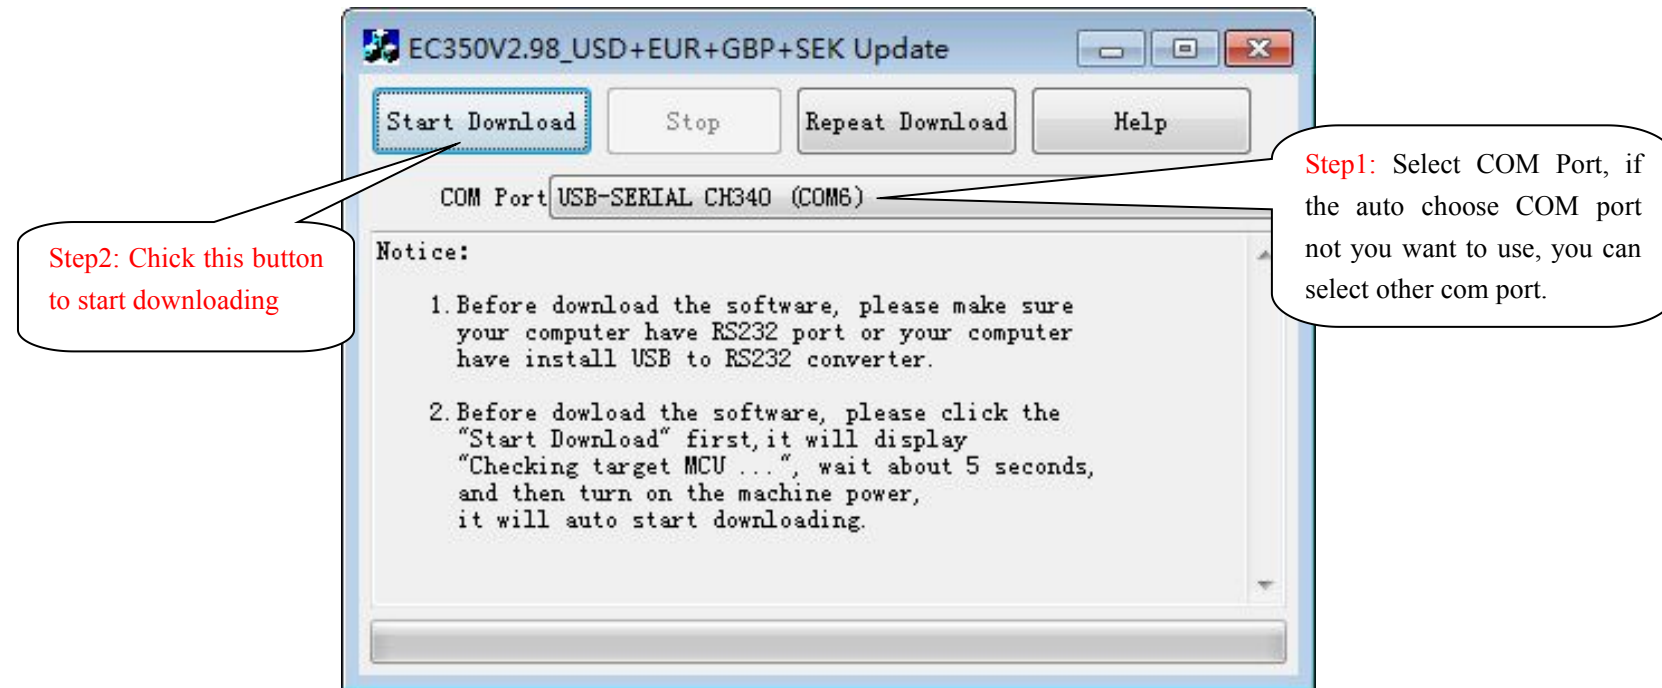 EC350V2.98_USD+EUR+GBP+SEK Update
Start Download
Stop
Repeat Download
Help
COM Port
USB-SERIAL CH340 (COM6)
Step1: Select COM Port, if
the auto choose COM port
not you want to use, you can
select other com port.
Step2: Chick this button
to start downloading
Notice:
1. Before download the software, please make sure
your computer have RS232 port or your computer
have install USB to RS232 converter.
2. Before dowload the software, please click the
"Start Download" first, it will display
"Checking target MCU ...", wait about 5 seconds,
and then turn on the machine power,
it will auto start downloading.